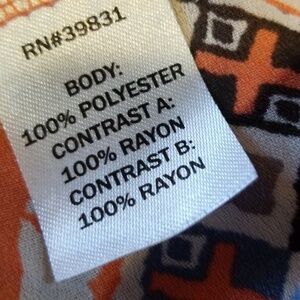 RN#39831
BODY:
100% POLYESTER
CONTRAST A:
100% RAYON
CONTRAST B:
100% RAYON